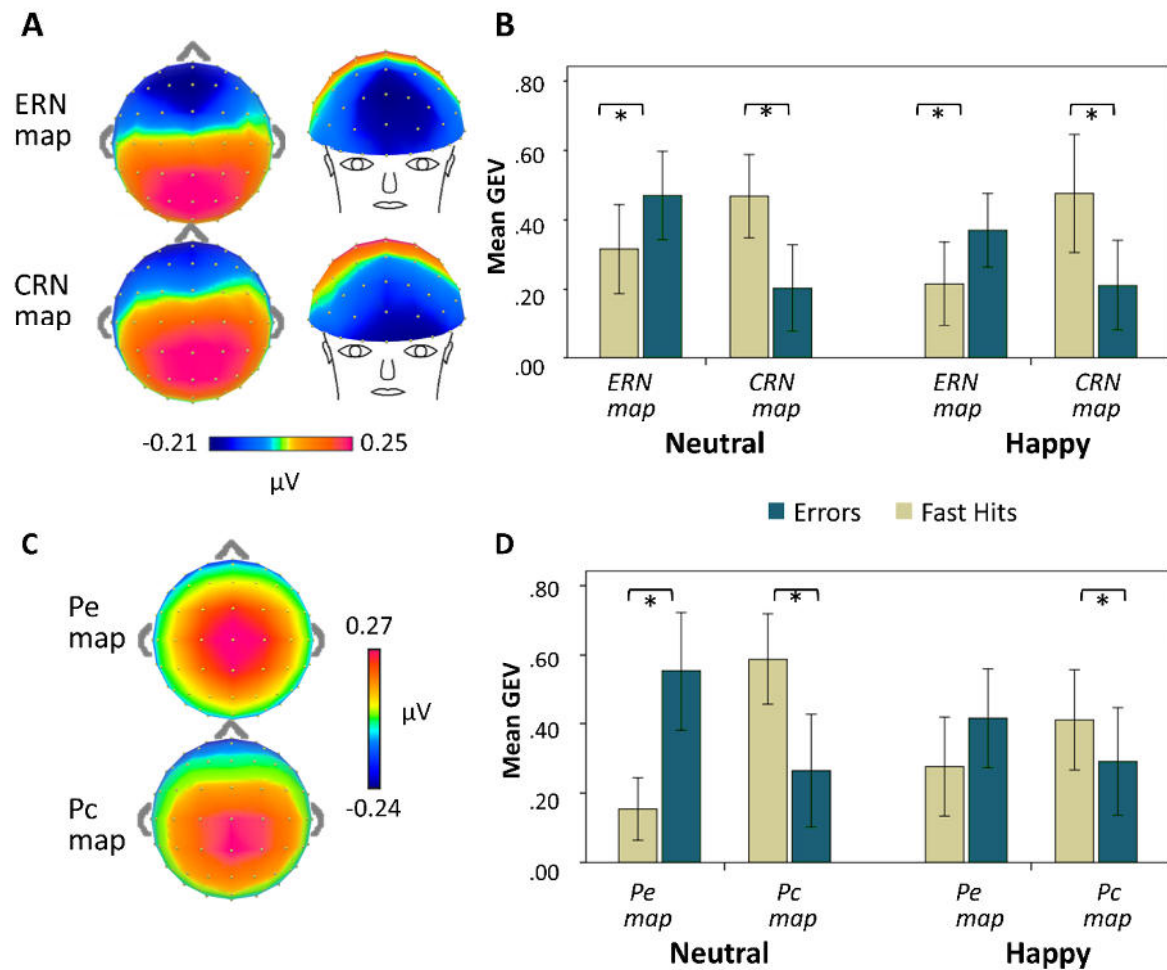 A
ERN
map
CRN
map
-0.21
0.25
μV
B
Mean GEV
.80
.60
.40
.20
.00
*
*
*
*
ERN
map
CRN
map
ERN
map
CRN
map
Neutral
Happy
Errors
Fast Hits
C
Pe
map
Pc
map
0.27
μV
-0.24
D
Mean GEV
.80
.60
.40
.20
.00
*
*
*
Pe
map
Pc
map
Pe
map
Pc
map
Neutral
Happy